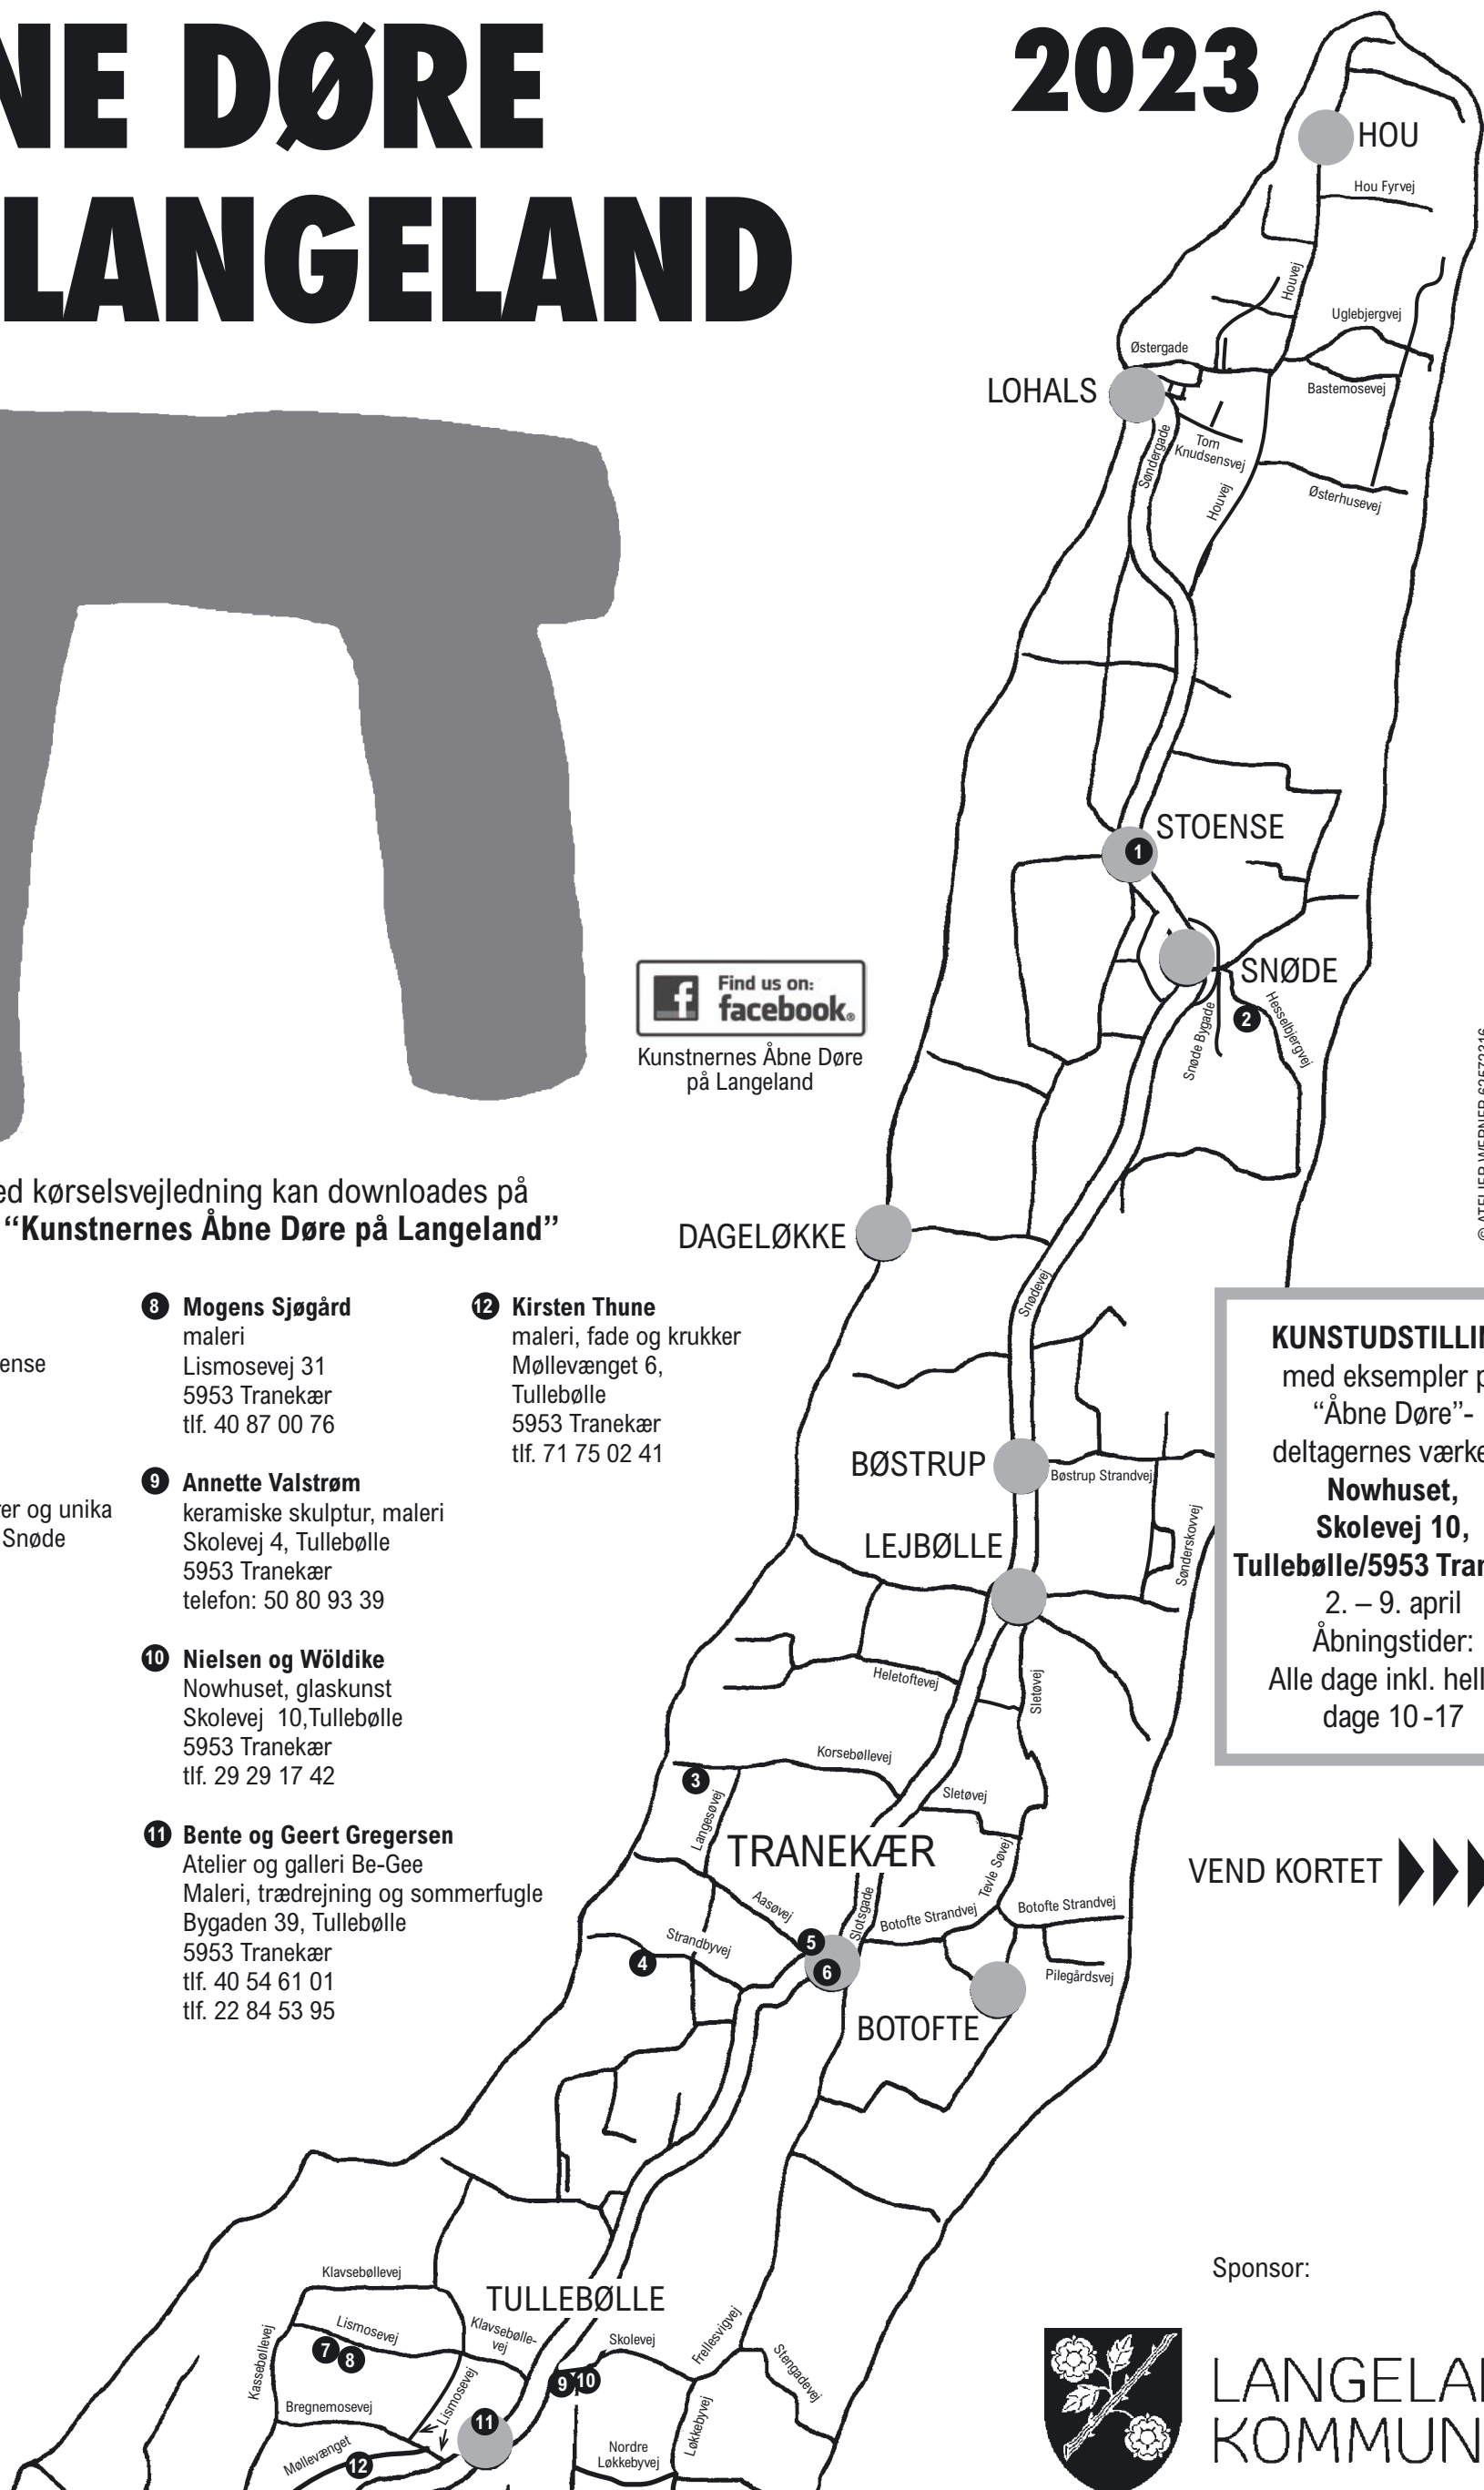 NE DØRE
LANGELAND
2023
HOU
Hou Fyrvej
Houvej
Uglebjergvej
Østergade
LOHALS
Bastemosevej
Søndergade
Tom
Knudsensvej
Houvej
Østerhusevej
STOENSE
1
SNØDE
2
Hesselbjergvej
Snøde Bygade
f
Find us on:
facebook®
Kunstnernes Åbne Døre
på Langeland
© ATELIER WERNER 62572316
ed kørselsvejledning kan downloades på
“Kunstnernes Åbne Døre på Langeland”
DAGELØKKE
Snødevej
ense
rer og unika
Snøde
8 Mogens Sjøgård
maleri
Lismosevej 31
5953 Tranekær
tlf. 40 87 00 76
9 Annette Valstrøm
keramiske skulptur, maleri
Skolevej 4, Tullebølle
5953 Tranekær
telefon: 50 80 93 39
10 Nielsen og Wöldike
Nowhuset, glaskunst
Skolevej 10,Tullebølle
5953 Tranekær
tlf. 29 29 17 42
11 Bente og Geert Gregersen
Atelier og galleri Be-Gee
Maleri, trædrejning og sommerfugle
Bygaden 39, Tullebølle
5953 Tranekær
tlf. 40 54 61 01
tlf. 22 84 53 95
12 Kirsten Thune
maleri, fade og krukker
Møllevænget 6,
Tullebølle
5953 Tranekær
tlf. 71 75 02 41
KUNSTUDSTILLIN
med eksempler p
“Åbne Døre”-
deltagernes værke
Nowhuset,
Skolevej 10,
Tullebølle/5953 Tran
2. – 9. april
Åbningstider:
Alle dage inkl. hell
dage 10-17
BØSTRUP
Bøstrup Strandvej
LEJBØLLE
Sønderskovvej
Heletoftevej
Sletøvej
Korsebøllevej
3
Langesøvej
Sletøvej
TRANEKÆR
VEND KORTET
Tevle Søvej
Aasøvej
Slotsgade
Botofte Strandvej
Botofte Strandvej
Strandbyvej
4
5
6
Pilegårdsvej
BOTOFTE
Sponsor:
Klavsebøllevej
TULLEBØLLE
Lismosevej
Klavsebølle-
vej
Skolevej
Frellesvigvej
Stengadevej
Kassebøllevej
7
8
9
10
Lismosevej
Bregnemosevej
11
Løkkebyvej
Møllevænget
12
Nordre
Løkkebyvej
LANGELA
KOMMUN